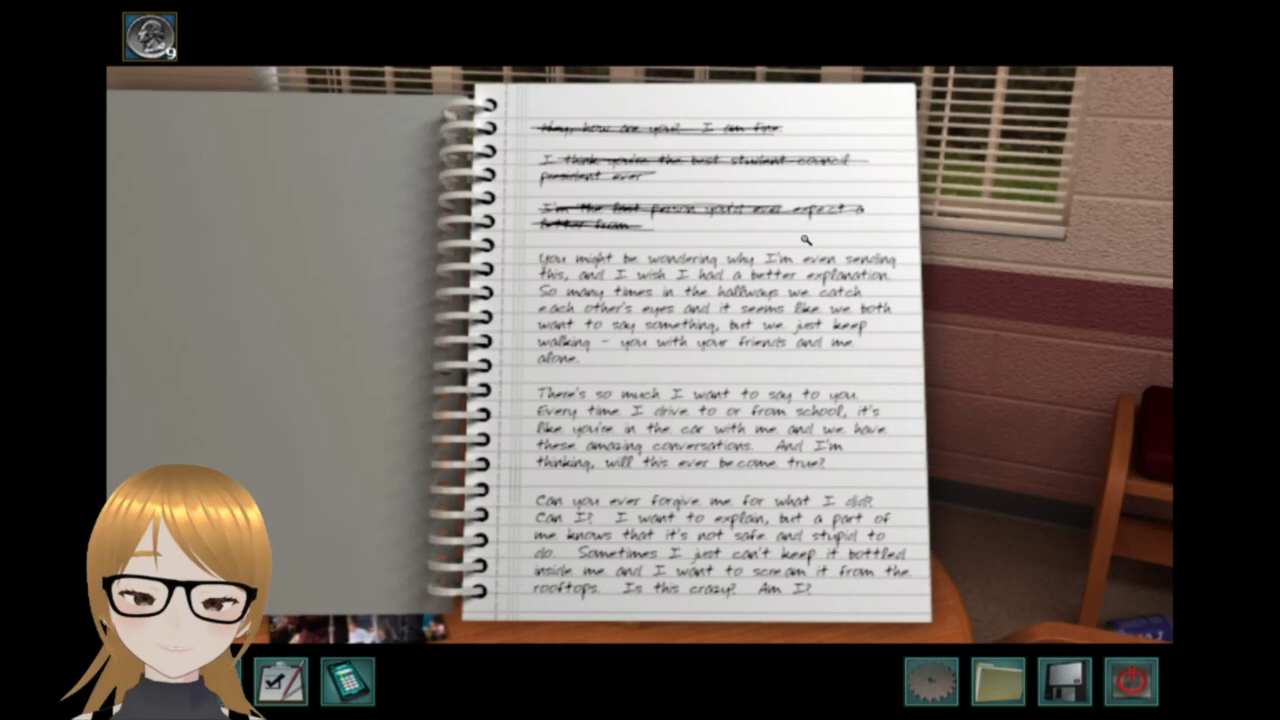 9
Hey, how are you? I am fine
I think you're the best student council
president ever
I'm the last person you'd ever expect a
letter from
You might be wondering why I'm even sending
this, and I wish I had a better explanation.
So many times in the hallways we catch
each other's eyes and it seems like we both
want to say something, but we just keep
walking - you with your friends and me
alone.
There's so much I want to say to you.
Every time I drive to or from school, it's
like you're in the car with me and we have
these amazing conversations. And I'm
thinking, will this ever become true?
Can you ever forgive me for what I did?
Can I? I want to explain, but a part of
me knows that it's not safe and stupid to
do. Sometimes I just can't keep it bottled
inside me and I want to scream it from the
rooftops. Is this crazy? Am I?